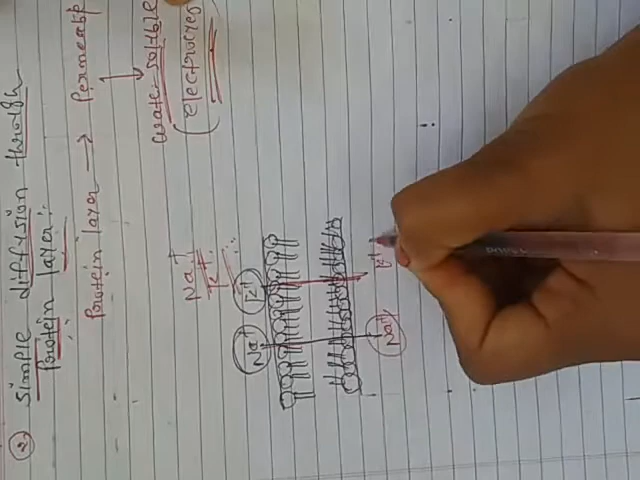 ② Simple diffusion through
Protein layer :
Protein layer → Permeable
↓
water soluble
(electrolytes
Na⁺
K⁺
Na⁺ K⁺
Na⁺ K⁺